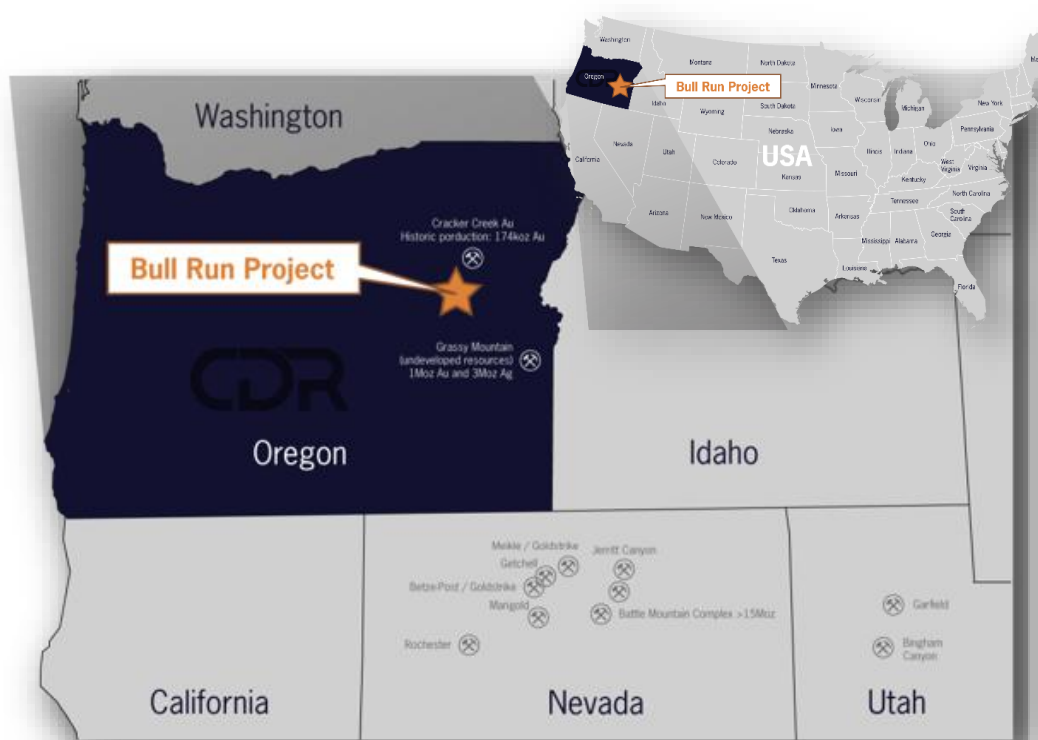 Washington
Cracker Creek Au
Historic porduction: 174koz Au
Bull Run Project
Grassy Mountain
(undeveloped resources)
1Moz Au and 3Moz Ag
CDR
Oregon
Idaho
Meikle / Goldstrike
Jerritt Canyon
Getchell
Betze-Post / Goldstrike
Marigold
Battle Mountain Complex >15Moz
Rochester
Garfield
Bingham
Canyon
California
Nevada
Utah
Washington
Montana
North Dakota
Minnesota
Oregon
Bull Run Project
Idaho
South Dakota
Wisconsin
Michigan
New York
Wyoming
Nebraska
Iowa
Pennsylvania
Nevada
Utah
Colorado
USA
Kansas
Illinois
Indiana
Ohio
West
Virginia
Virginia
California
Missouri
Kentucky
North Carolina
Tennessee
South
Carolina
Arizona
New Mexico
Oklahoma
Arkansas
Mississippi
Alabama
Georgia
Texas
Louisiana
Florida